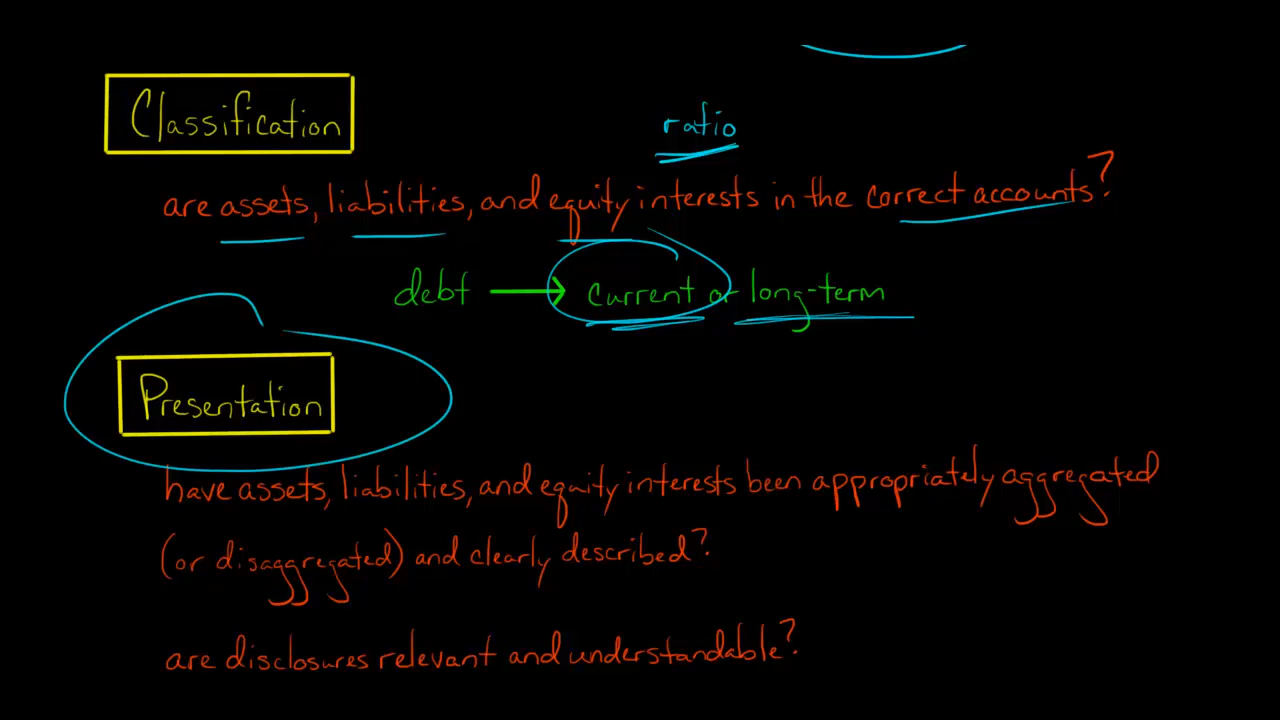 Classification
ratio
are assets, liabilities, and equity interests in the correct accounts?
debt → current or long-term
Presentation
have assets, liabilities, and equity interests been appropriately aggregated
(or disaggregated) and clearly described?
are disclosures relevant and understandable?